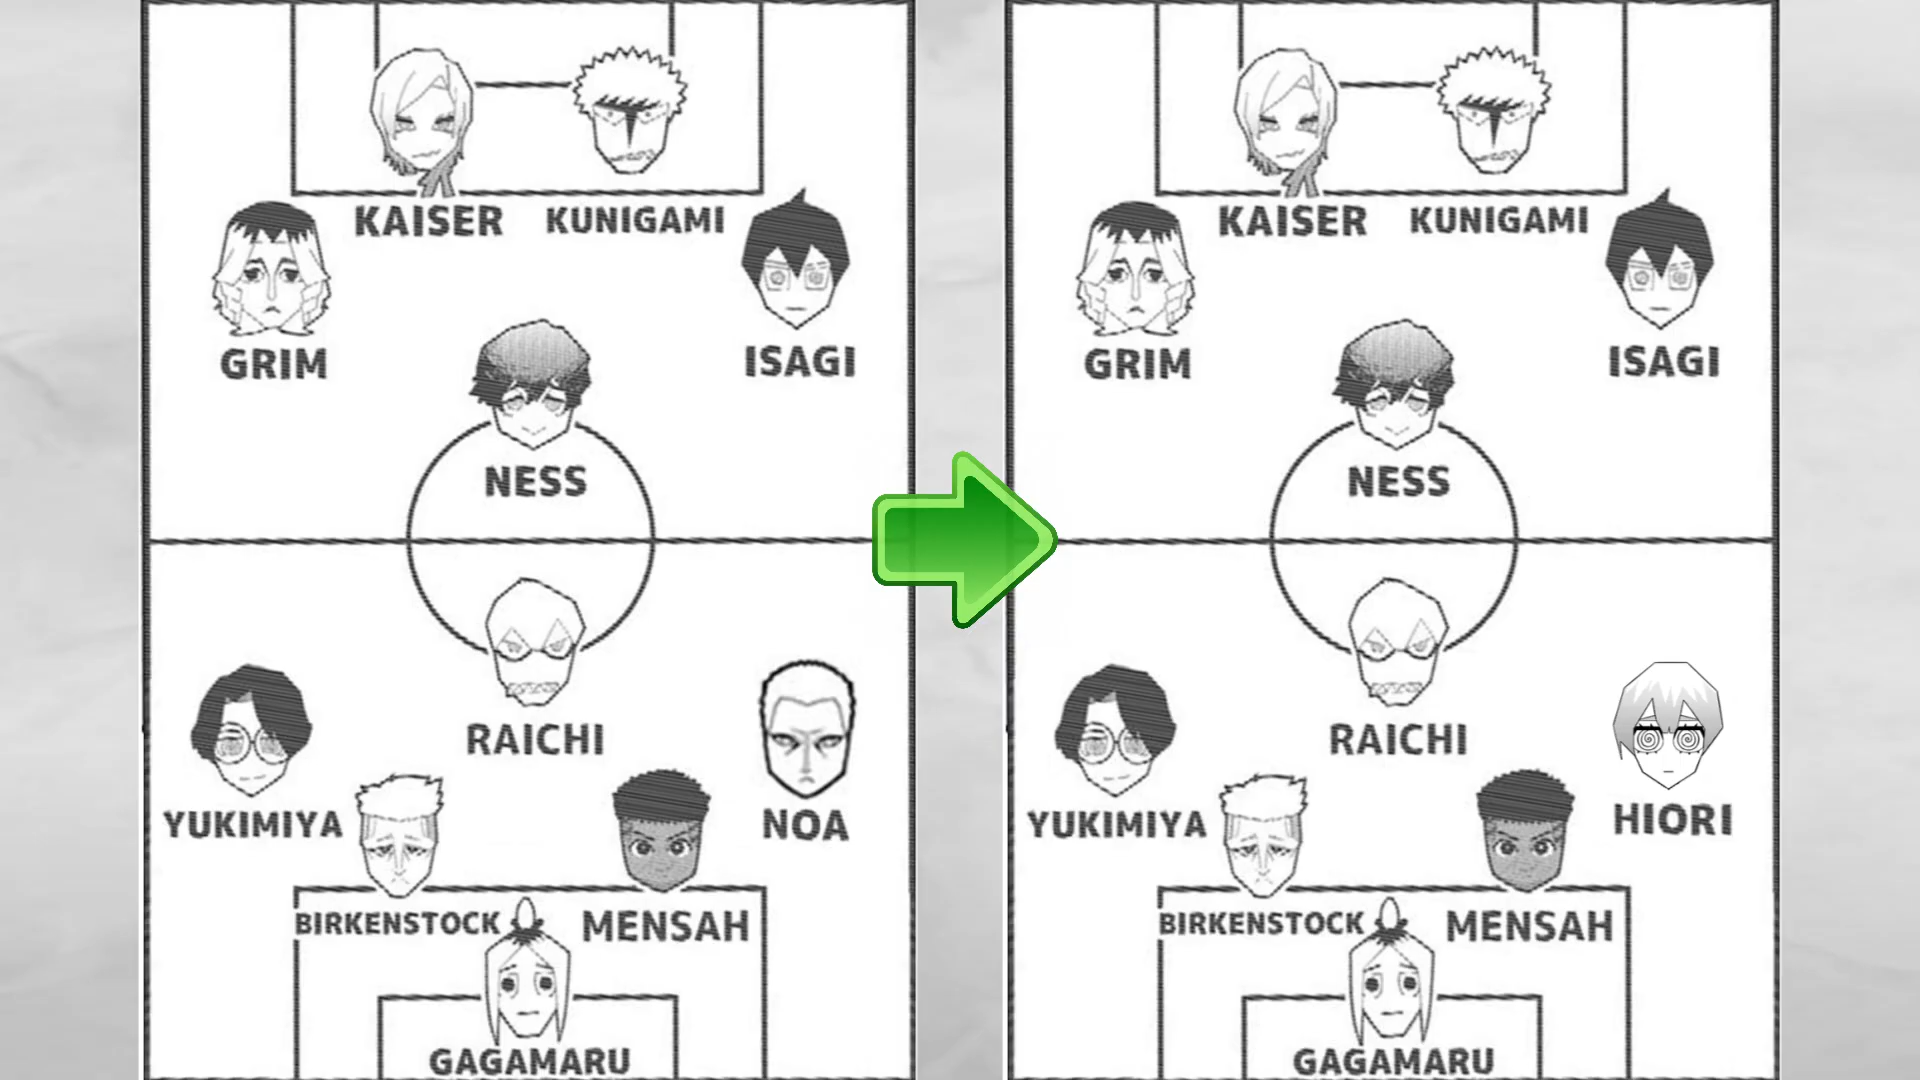 KAISER KUNIGAMI
GRIM ISAGI
NESS
RAICHI
YUKIMIYA NOA
BIRKENSTOCK MENSAH
GAGAMARU
KAISER KUNIGAMI
GRIM ISAGI
NESS
RAICHI
YUKIMIYA HIORI
BIRKENSTOCK MENSAH
GAGAMARU